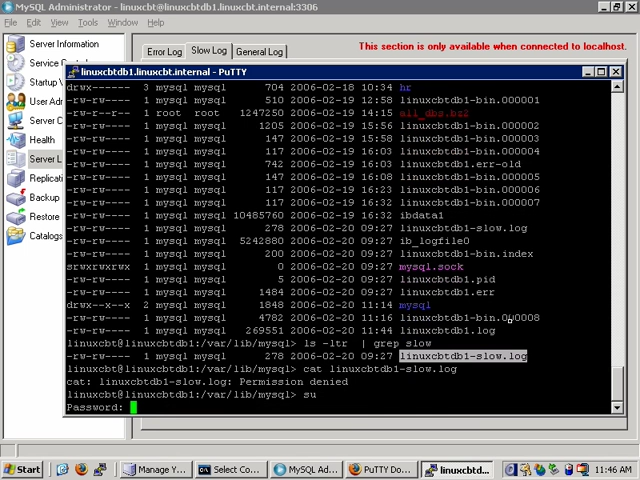 MySQL Administrator - linuxcbt@linuxcbtdb1.linuxcbt.internal:3306
File Edit View Tools Window Help
Server Information
Service Contro
Startup V
User Adm
Server C
Health
Server L
Replicati
Backup
Restore
Catalogs
Error Log Slow Log General Log
This section is only available when connected to localhost.
linuxcbtdb1.linuxcbt.internal - PuTTY
drwx------ 3 mysql mysql 704 2006-02-18 10:34 hr
-rw-rw---- 1 mysql mysql 510 2006-02-19 12:58 linuxcbtdb1-bin.000001
-rw-r--r-- 1 root root 1247250 2006-02-19 14:15 all_dbs.bz2
-rw-rw---- 1 mysql mysql 1205 2006-02-19 15:56 linuxcbtdb1-bin.000002
-rw-rw---- 1 mysql mysql 147 2006-02-19 15:58 linuxcbtdb1-bin.000003
-rw-rw---- 1 mysql mysql 117 2006-02-19 16:03 linuxcbtdb1-bin.000004
-rw-rw---- 1 mysql mysql 742 2006-02-19 16:03 linuxcbtdb1.err-old
-rw-rw---- 1 mysql mysql 147 2006-02-19 16:08 linuxcbtdb1-bin.000005
-rw-rw---- 1 mysql mysql 117 2006-02-19 16:23 linuxcbtdb1-bin.000006
-rw-rw---- 1 mysql mysql 117 2006-02-19 16:32 linuxcbtdb1-bin.000007
-rw-rw---- 1 mysql mysql 10485760 2006-02-19 16:32 ibdata1
-rw-rw---- 1 mysql mysql 278 2006-02-20 09:27 linuxcbtdb1-slow.log
-rw-rw---- 1 mysql mysql 5242880 2006-02-20 09:27 ib_logfile0
-rw-rw---- 1 mysql mysql 200 2006-02-20 09:27 linuxcbtdb1-bin.index
srwxrwxrwx 1 mysql mysql 0 2006-02-20 09:27 mysql.sock
-rw-rw---- 1 mysql mysql 5 2006-02-20 09:27 linuxcbtdb1.pid
-rw-rw---- 1 mysql mysql 1484 2006-02-20 09:27 linuxcbtdb1.err
drwx--x--x 2 mysql mysql 1848 2006-02-20 11:14 mysql
-rw-rw---- 1 mysql mysql 4782 2006-02-20 11:16 linuxcbtdb1-bin.000008
-rw-rw---- 1 mysql mysql 269551 2006-02-20 11:44 linuxcbtdb1.log
linuxcbt@linuxcbtdb1:/var/lib/mysql> ls -ltr | grep slow
-rw-rw---- 1 mysql mysql 278 2006-02-20 09:27 linuxcbtdb1-slow.log
linuxcbt@linuxcbtdb1:/var/lib/mysql> cat linuxcbtdb1-slow.log
cat: linuxcbtdb1-slow.log: Permission denied
linuxcbt@linuxcbtdb1:/var/lib/mysql> su
Password:
Start Manage Y... Select Co... MySQL Ad... PuTTY Do... linuxcbtd... 11:46 AM